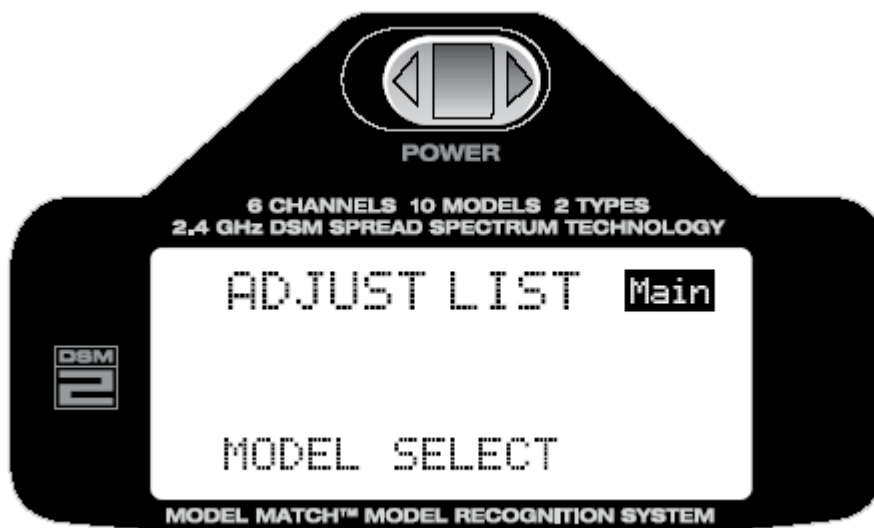 POWER
6 CHANNELS 10 MODELS 2 TYPES
2.4 GHz DSM SPREAD SPECTRUM TECHNOLOGY
ADJUST LIST Main
DSM
2
MODEL SELECT
MODEL MATCH™ MODEL RECOGNITION SYSTEM